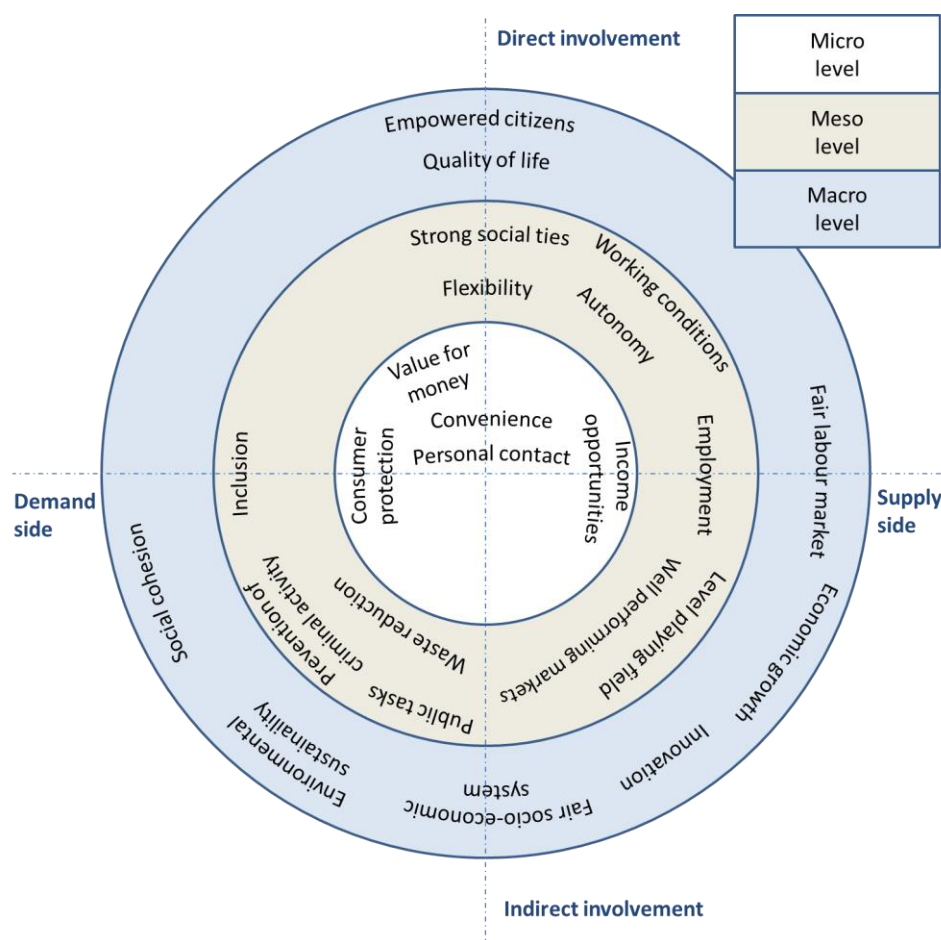 Direct involvement
Micro
level
Meso
level
Macro
level
Empowered citizens
Quality of life
Strong social ties
Working conditions
Flexibility
Autonomy
Value for
money
Convenience
Personal contact
Income
opportunities
Consumer
protection
Employment
Inclusion
Demand
side
Supply
side
Fair labour market
Social cohesion
Prevention of
criminal activity
Waste reduction
Public tasks
Well performing markets
Level playing field
Economic growth
Innovation
Environmental
sustainaility
Fair socio-economic
system
Indirect involvement